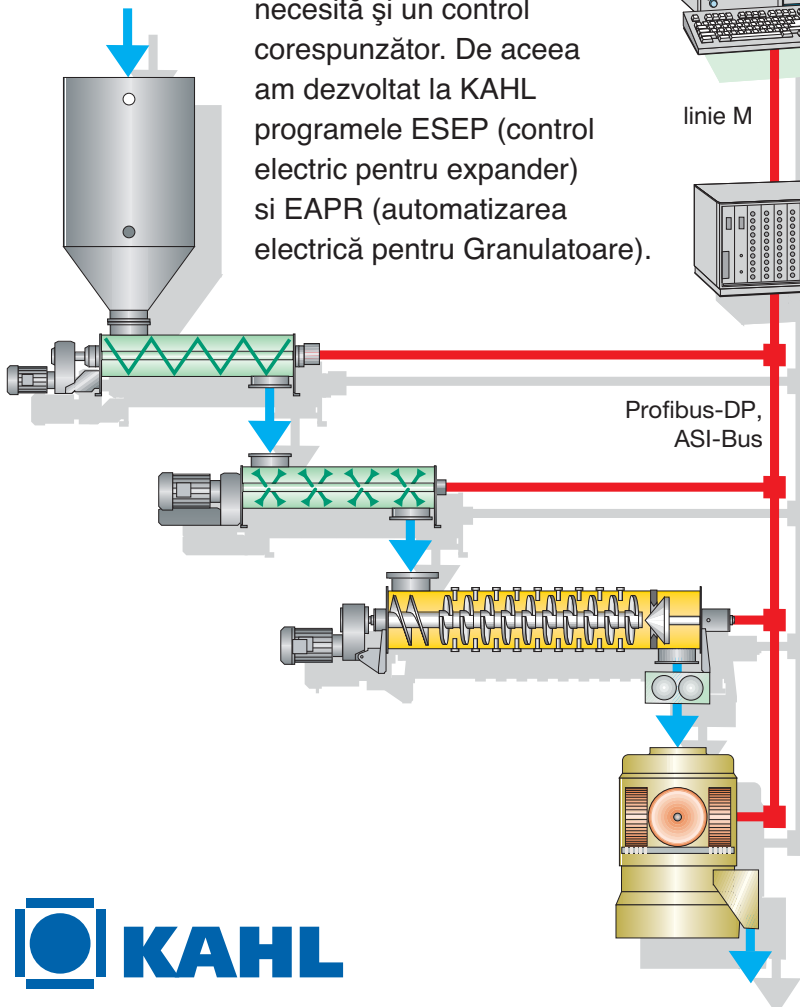 necesită şi un control
corespunzător. De aceea
am dezvoltat la KAHL
programele ESEP (control
electric pentru expander)
si EAPR (automatizarea
electrică pentru Granulatoare).
linie M
Profibus-DP,
ASI-Bus
KAHL